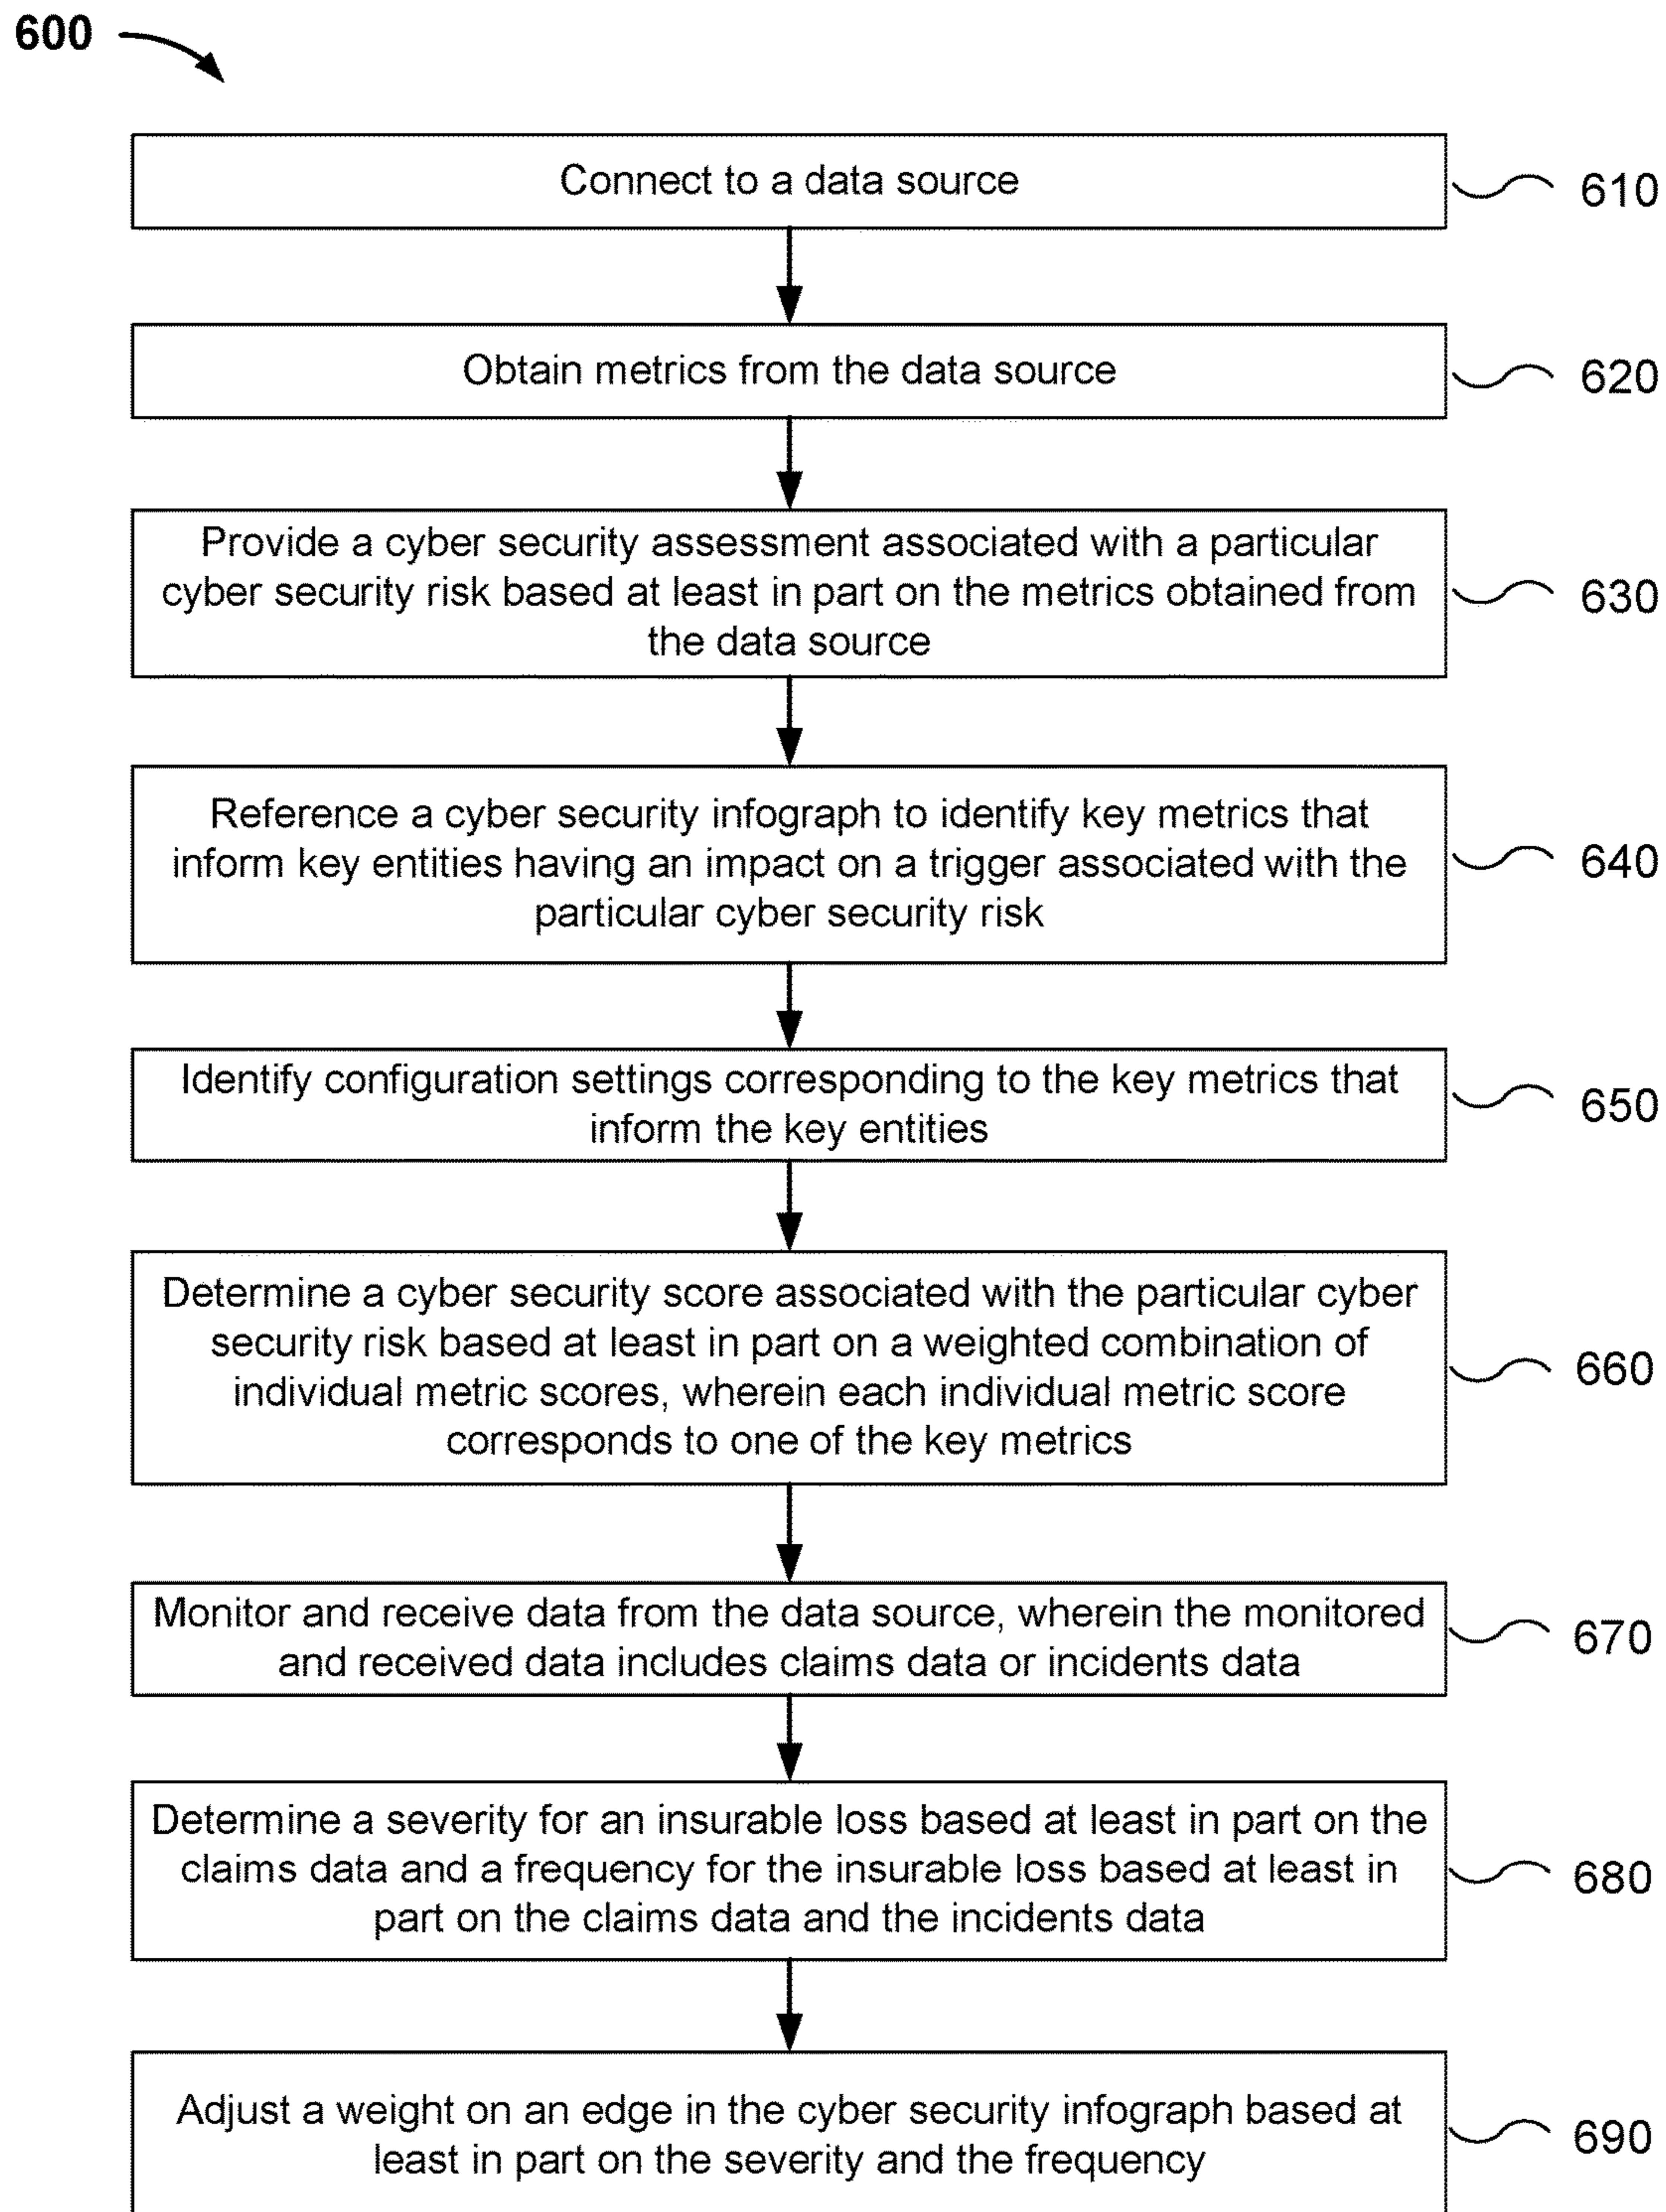 600
Connect to a data source
610
Obtain metrics from the data source
620
Provide a cyber security assessment associated with a particular
cyber security risk based at least in part on the metrics obtained from
the data source
630
Reference a cyber security infograph to identify key metrics that
inform key entities having an impact on a trigger associated with the
particular cyber security risk
640
Identify configuration settings corresponding to the key metrics that
inform the key entities
650
Determine a cyber security score associated with the particular cyber
security risk based at least in part on a weighted combination of
individual metric scores, wherein each individual metric score
corresponds to one of the key metrics
660
Monitor and receive data from the data source, wherein the monitored
and received data includes claims data or incidents data
670
Determine a severity for an insurable loss based at least in part on the
claims data and a frequency for the insurable loss based at least in
part on the claims data and the incidents data
680
Adjust a weight on an edge in the cyber security infograph based at
least in part on the severity and the frequency
690